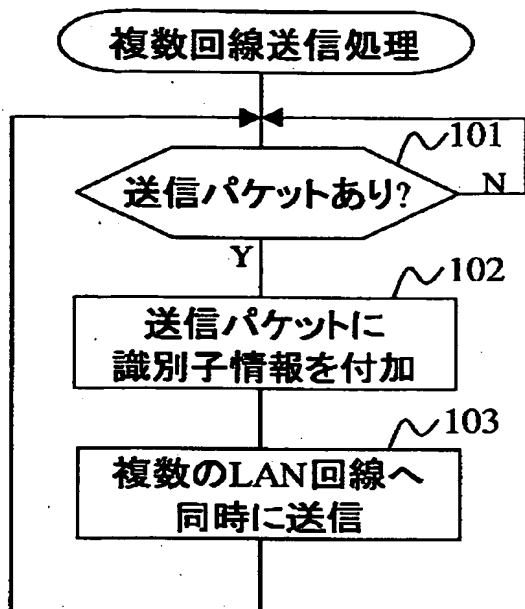 複数回線送信処理
101
送信パケットあり?
N
Y
102
送信パケットに
識別子情報を付加
103
複数のLAN回線へ
同時に送信